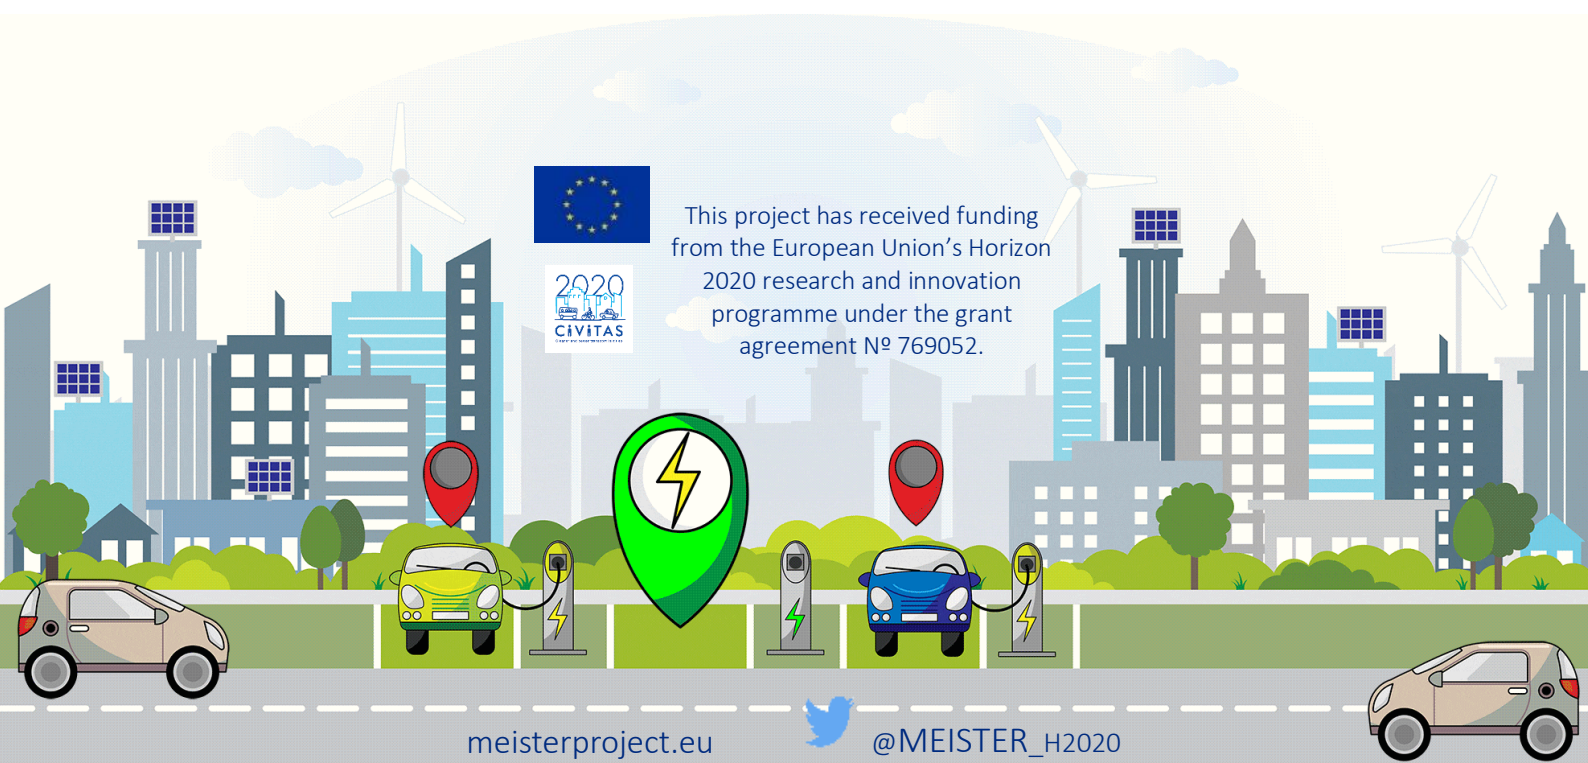 This project has received funding
from the European Union’s Horizon
2020 research and innovation
programme under the grant
agreement Nº 769052.
2020
CIVITAS
meisterproject.eu
@MEISTER_H2020